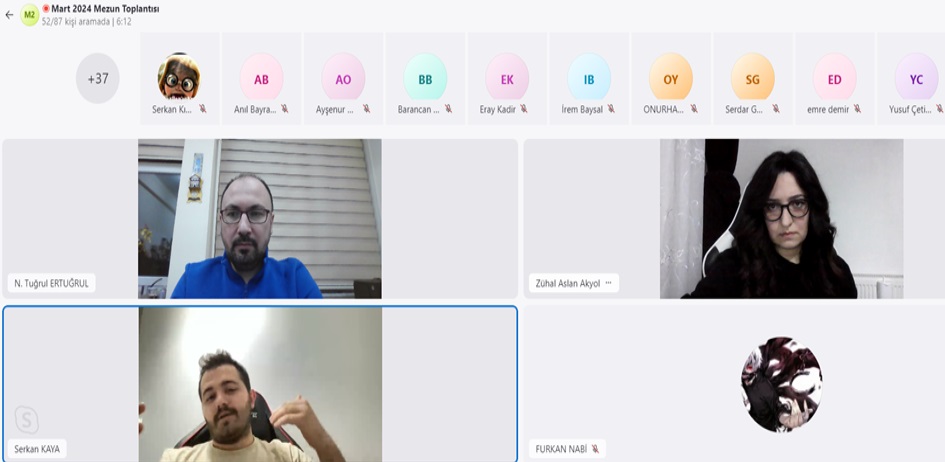 M2
Mart 2024 Mezun Toplantısı
52/87 kişi aramada | 6:12
+37
Serkan Kı...
AB
Anıl Bayra...
AO
Ayşenur ...
BB
Barancan ...
EK
Eray Kadir
IB
İrem Baysal
OY
ONURHA...
SG
Serdar G...
ED
emre demir
YC
Yusuf Çeti...
N. Tuğrul ERTUĞRUL
Zühal Aslan Akyol ...
S
Serkan KAYA
FURKAN NABİ